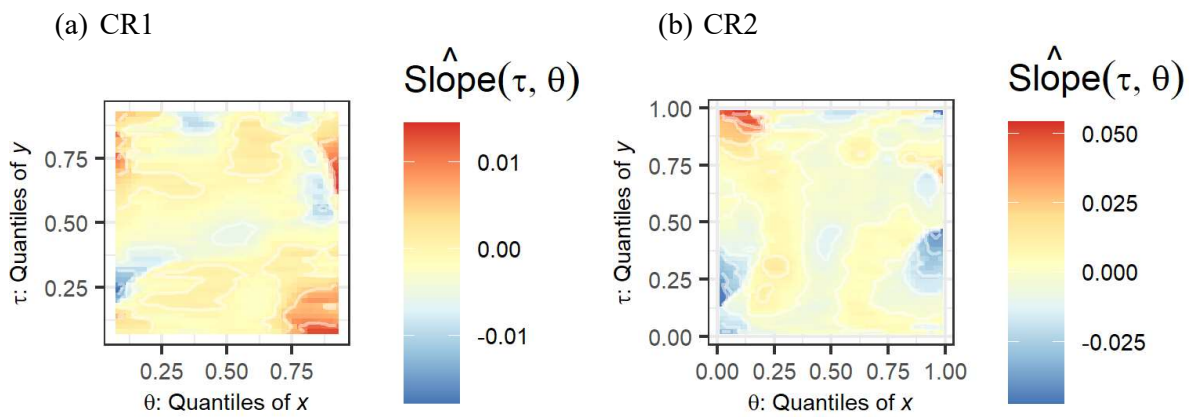 (a) CR1
Slôpe(τ, θ)
0.01
0.00
-0.01
0.75
0.50
0.25
τ: Quantiles of y
0.25 0.50 0.75
θ: Quantiles of x
(b) CR2
Slôpe(τ, θ)
0.050
0.025
0.000
-0.025
1.00
0.75
0.50
0.25
0.00
τ: Quantiles of y
0.00 0.25 0.50 0.75 1.00
θ: Quantiles of x